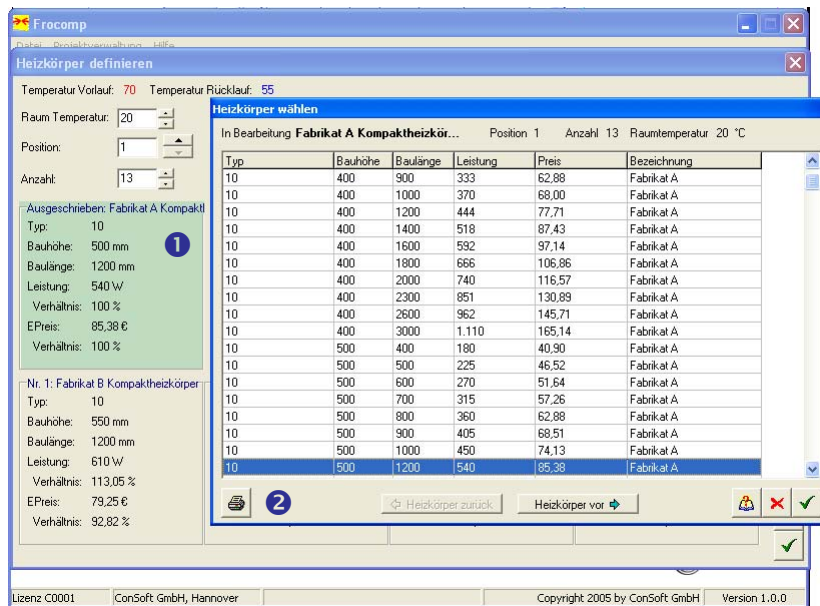 Frocomp
Datei Projektverwaltung Hilfe
Heizkörper definieren
Temperatur Vorlauf: 70 Temperatur Rücklauf: 55
Raum Temperatur: 20
Position: 1
Anzahl: 13
Ausgeschrieben: Fabrikat A Kompakt
Typ: 10
Bauhöhe: 500 mm
Baulänge: 1200 mm
Leistung: 540 W
Verhältnis: 100 %
EPreis: 85,38 €
Verhältnis: 100 %
1
Nr. 1: Fabrikat B Kompaktheizkörper
Typ: 10
Bauhöhe: 550 mm
Baulänge: 1200 mm
Leistung: 610 W
Verhältnis: 113,05 %
EPreis: 79,25 €
Verhältnis: 92,82 %
Heizkörper wählen
In Bearbeitung Fabrikat A Kompaktheizkör... Position 1 Anzahl 13 Raumtemperatur 20 °C
Typ Bauhöhe Baulänge Leistung Preis Bezeichnung
10 400 900 333 62,88 Fabrikat A
10 400 1000 370 68,00 Fabrikat A
10 400 1200 444 77,71 Fabrikat A
10 400 1400 518 87,43 Fabrikat A
10 400 1600 592 97,14 Fabrikat A
10 400 1800 666 106,86 Fabrikat A
10 400 2000 740 116,57 Fabrikat A
10 400 2300 851 130,89 Fabrikat A
10 400 2600 962 145,71 Fabrikat A
10 400 3000 1.110 165,14 Fabrikat A
10 500 400 180 40,90 Fabrikat A
10 500 500 225 46,52 Fabrikat A
10 500 600 270 51,64 Fabrikat A
10 500 700 315 57,26 Fabrikat A
10 500 800 360 62,88 Fabrikat A
10 500 900 405 68,51 Fabrikat A
10 500 1000 450 74,13 Fabrikat A
10 500 1200 540 85,38 Fabrikat A
2
Heizkörper zurück Heizkörper vor
Lizenz C0001 ConSoft GmbH, Hannover Copyright 2005 by ConSoft GmbH Version 1.0.0